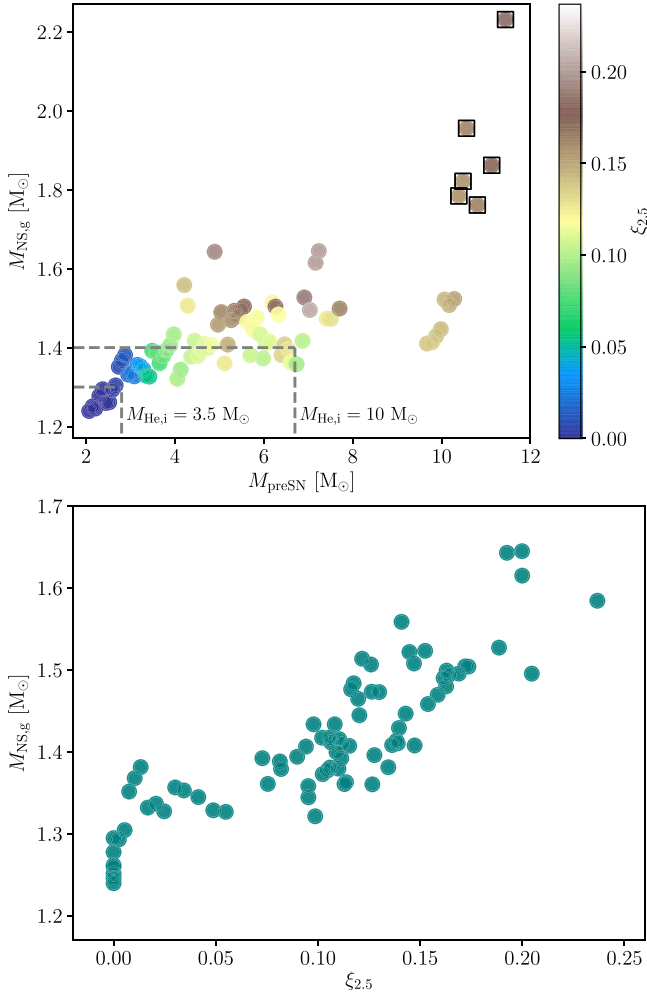 2.2
2.0
1.8
1.6
1.4
1.2
M_NS,g [M_⊙]
M_He,i = 3.5 M_⊙
M_He,i = 10 M_⊙
2 4 6 8 10 12
M_preSN [M_⊙]
0.20
0.15
0.10
0.05
0.00
ξ_2.5
1.7
1.6
1.5
1.4
1.3
1.2
M_NS,g [M_⊙]
0.00 0.05 0.10 0.15 0.20 0.25
ξ_2.5